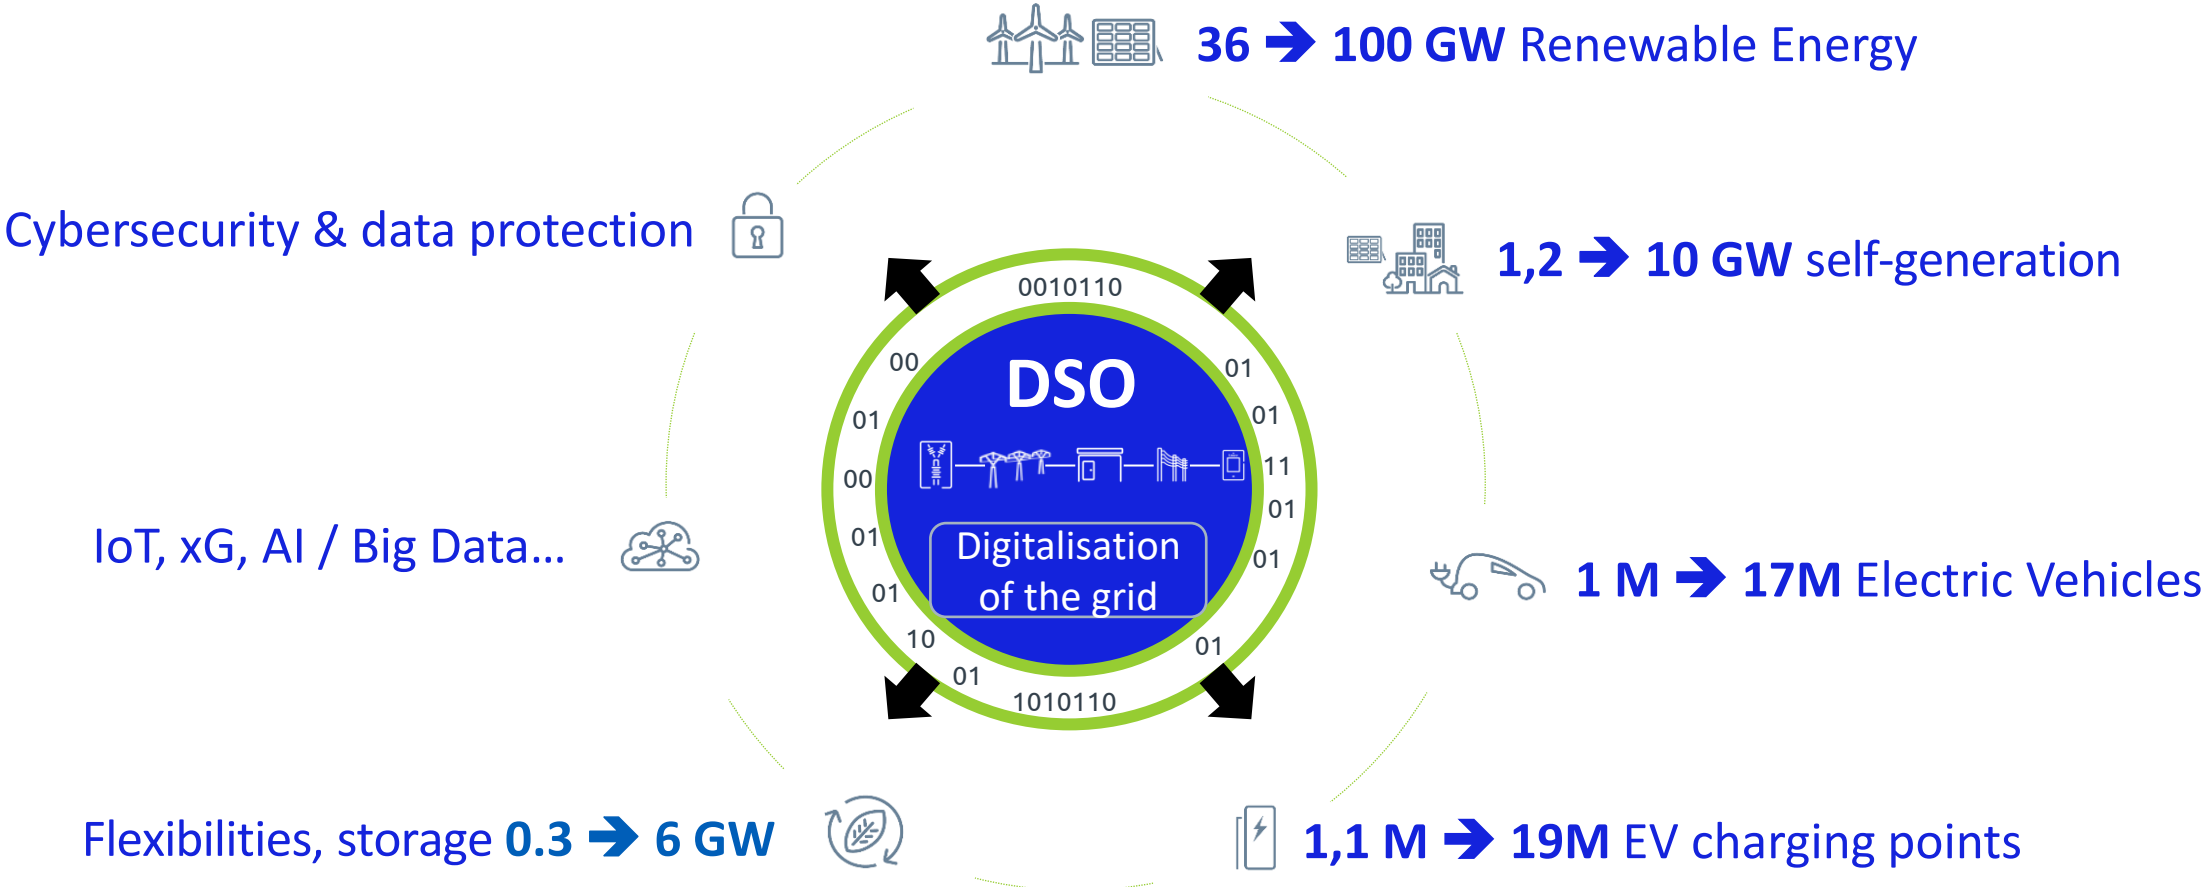 36 → 100 GW Renewable Energy
Cybersecurity & data protection
1,2 → 10 GW self-generation
0010110
00
01
DSO
01
01
00
11
01
01
01
IoT, xG, AI / Big Data...
Digitalisation
of the grid
1 M → 17M Electric Vehicles
01
10
01
01
1010110
Flexibilities, storage 0.3 → 6 GW
1,1 M → 19M EV charging points